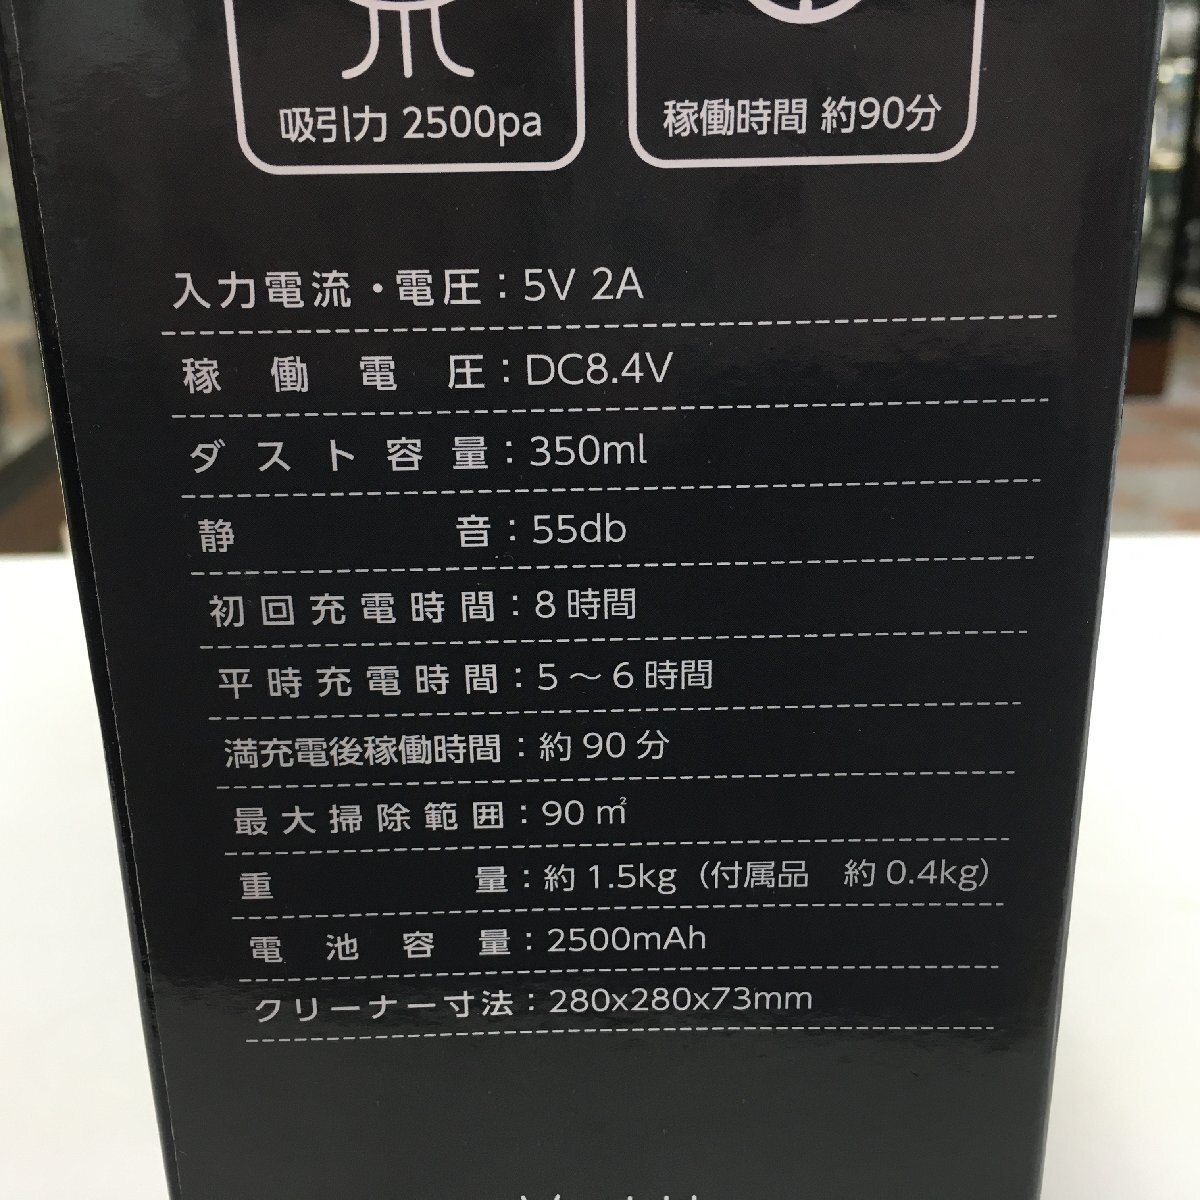 吸引力 2500pa
稼働時間 約90分
入力電流・電圧：5V 2A
稼働電圧：DC8.4V
ダスト容量：350ml
静音：55db
初回充電時間：8時間
平時充電時間：5～6時間
満充電後稼働時間：約90分
最大掃除範囲：90㎡
重量：約1.5kg（付属品　約0.4kg）
電池容量：2500mAh
クリーナー寸法：280x280x73mm